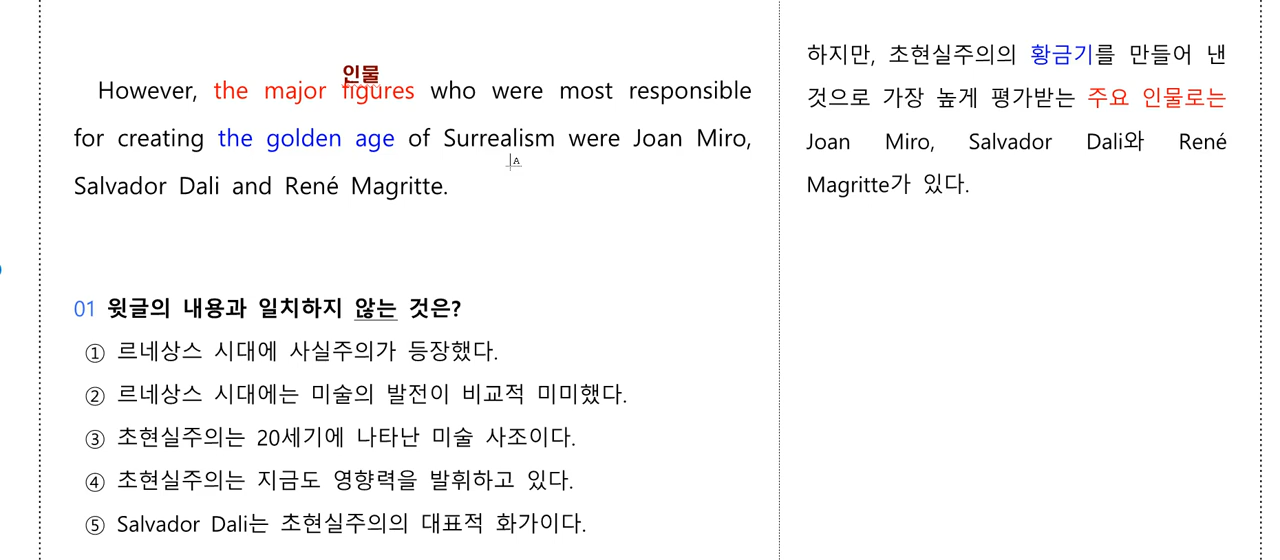 인물
However, the major figures who were most responsible
for creating the golden age of Surrealism were Joan Miro,
Salvador Dali and René Magritte.
하지만, 초현실주의의 황금기를 만들어 낸
것으로 가장 높게 평가받는 주요 인물로는
Joan Miro, Salvador Dali와 René
Magritte가 있다.
01 윗글의 내용과 일치하지 않는 것은?
① 르네상스 시대에 사실주의가 등장했다.
② 르네상스 시대에는 미술의 발전이 비교적 미미했다.
③ 초현실주의는 20세기에 나타난 미술 사조이다.
④ 초현실주의는 지금도 영향력을 발휘하고 있다.
⑤ Salvador Dali는 초현실주의의 대표적 화가이다.